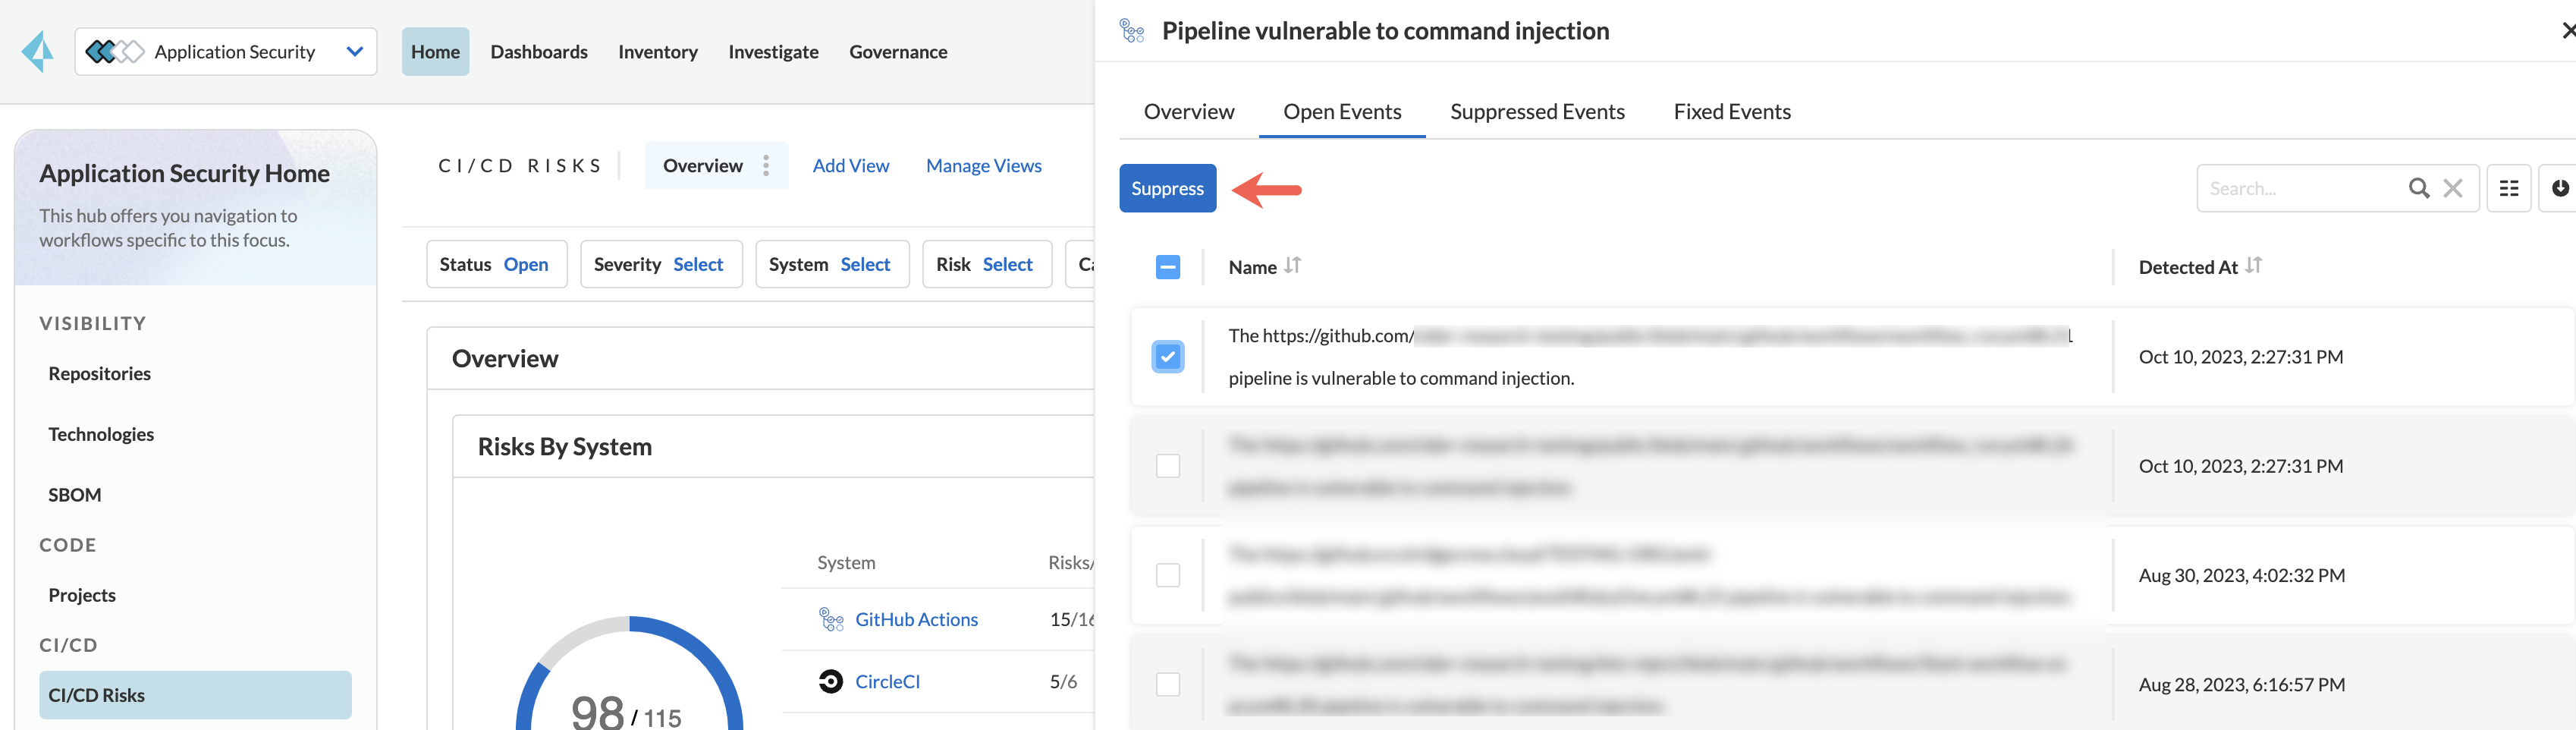 Application Security
Home
Dashboards
Inventory
Investigate
Governance
Application Security Home
This hub offers you navigation to
workflows specific to this focus.
VISIBILITY
Repositories
Technologies
SBOM
CODE
Projects
CI/CD
CI/CD Risks
CI/CD RISKS
Overview
Add View
Manage Views
Status Open
Severity Select
System Select
Risk Select
Overview
Risks By System
98 / 115
System
Risks/
GitHub Actions
15/16
CircleCI
5/6
Pipeline vulnerable to command injection
Overview
Open Events
Suppressed Events
Fixed Events
Suppress
Search...
Name
Detected At
The https://github.com/
pipeline is vulnerable to command injection.
Oct 10, 2023, 2:27:31 PM
Oct 10, 2023, 2:27:31 PM
Aug 30, 2023, 4:02:32 PM
Aug 28, 2023, 6:16:57 PM